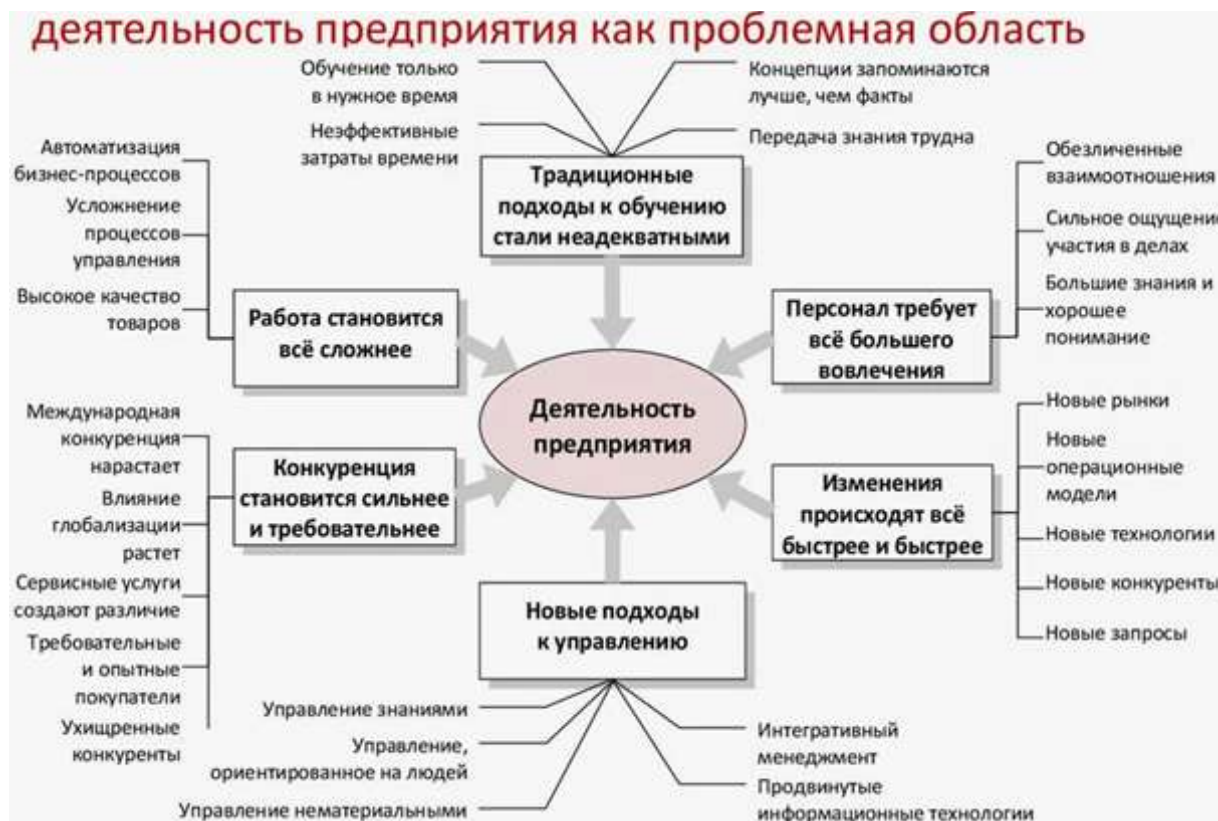 деятельность предприятия как проблемная область
Обучение только
в нужное время
Неэффективные
затраты времени
Концепции запоминаются
лучше, чем факты
Передача знания трудна
Традиционные
подходы к обучению
стали неадекватными
Автоматизация
бизнес-процессов
Усложнение
процессов
управления
Высокое качество
товаров
Работа становится
всё сложнее
Обезличенные
взаимоотношения
Сильное ощущение
участия в делах
Большие знания и
хорошее
понимание
Персонал требует
всё большего
вовлечения
Деятельность
предприятия
Международная
конкуренция
нарастает
Влияние
глобализации
растет
Сервисные услуги
создают различие
Требовательные
и опытные
покупатели
Ухищренные
конкуренты
Конкуренция
становится сильнее
и требовательнее
Изменения
происходят всё
быстрее и быстрее
Новые рынки
Новые
операционные
модели
Новые технологии
Новые конкуренты
Новые запросы
Новые подходы
к управлению
Управление знаниями
Управление,
ориентированное на людей
Управление нематериальными
Интегративный
менеджмент
Продвинутые
информационные технологии